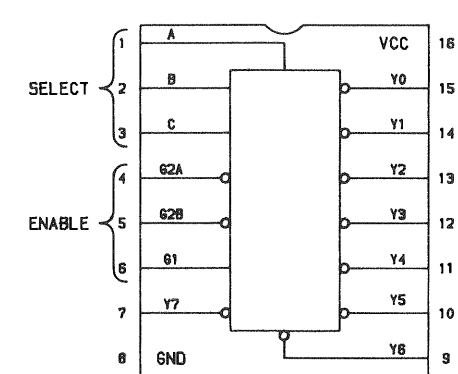 1 A VCC 16
SELECT 2 B Y0 15
3 C Y1 14
4 G2A Y2 13
ENABLE 5 G2B Y3 12
6 G1 Y4 11
7 Y7 Y5 10
8 GND Y6 9